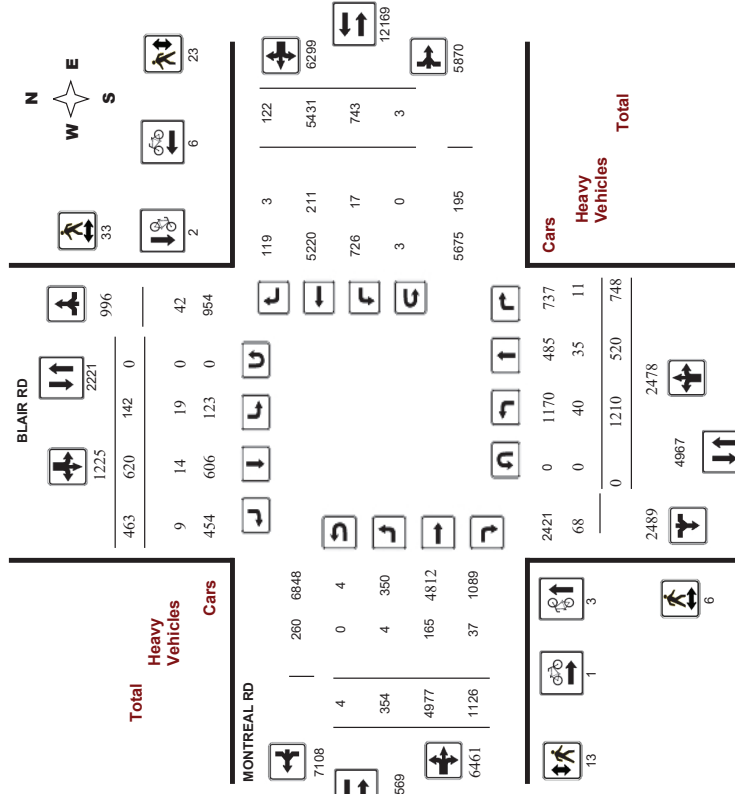 N
W E
S
33
2
6
23
BLAIR RD
1225
2221
996
463 620 142 0
9 14 19 0 42
454 606 123 0 954
Total
Heavy
Vehicles
Cars
6299
12169
5870
119 3 122
5220 211 5431
726 17 743
3 0 3
5675 195
MONTREAL RD
7108
569
6461
260 6848
4 0 4
354 4 350
4977 165 4812
1126 37 1089
Cars
Heavy
Vehicles
Total
2421 0 1170 485 737
68 0 40 35 11
0 1210 520 748
2489
4967
2478
13
1
3
6